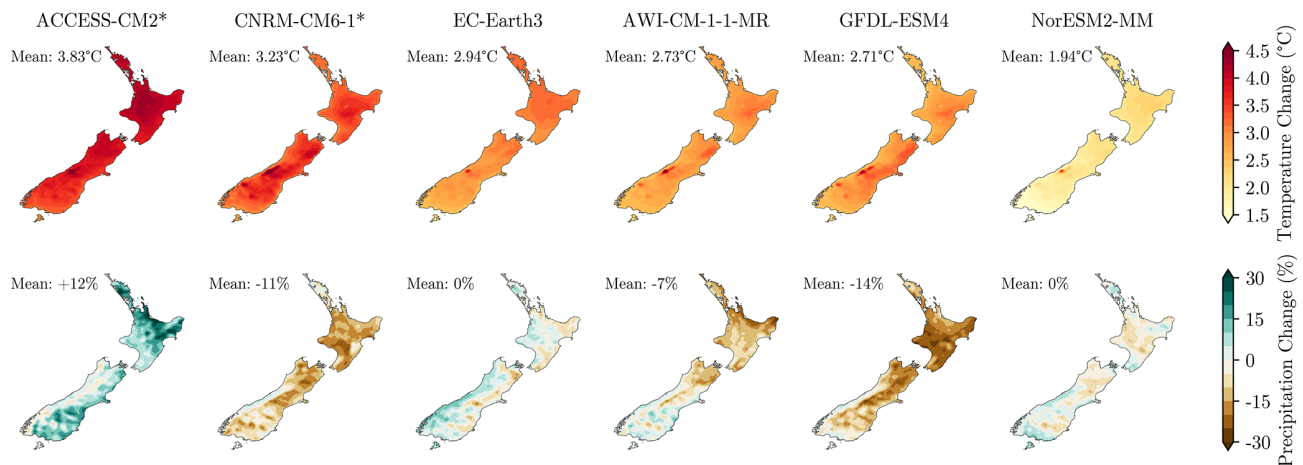 ACCESS-CM2* CNRM-CM6-1* EC-Earth3 AWI-CM-1-1-MR GFDL-ESM4 NorESM2-MM
Mean: 3.83°C Mean: 3.23°C Mean: 2.94°C Mean: 2.73°C Mean: 2.71°C Mean: 1.94°C
4.5
4.0
3.5
3.0
2.5
2.0
1.5
Temperature Change (°C)
Mean: +12% Mean: -11% Mean: 0% Mean: -7% Mean: -14% Mean: 0%
30
15
0
-15
-30
Precipitation Change (%)